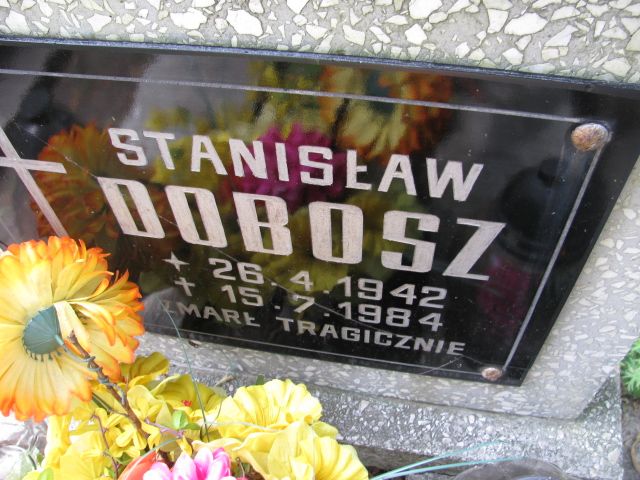 STANISŁAW
DOBOSZ
26.4.1942
15.7.1984
ZMARŁ TRAGICZNIE